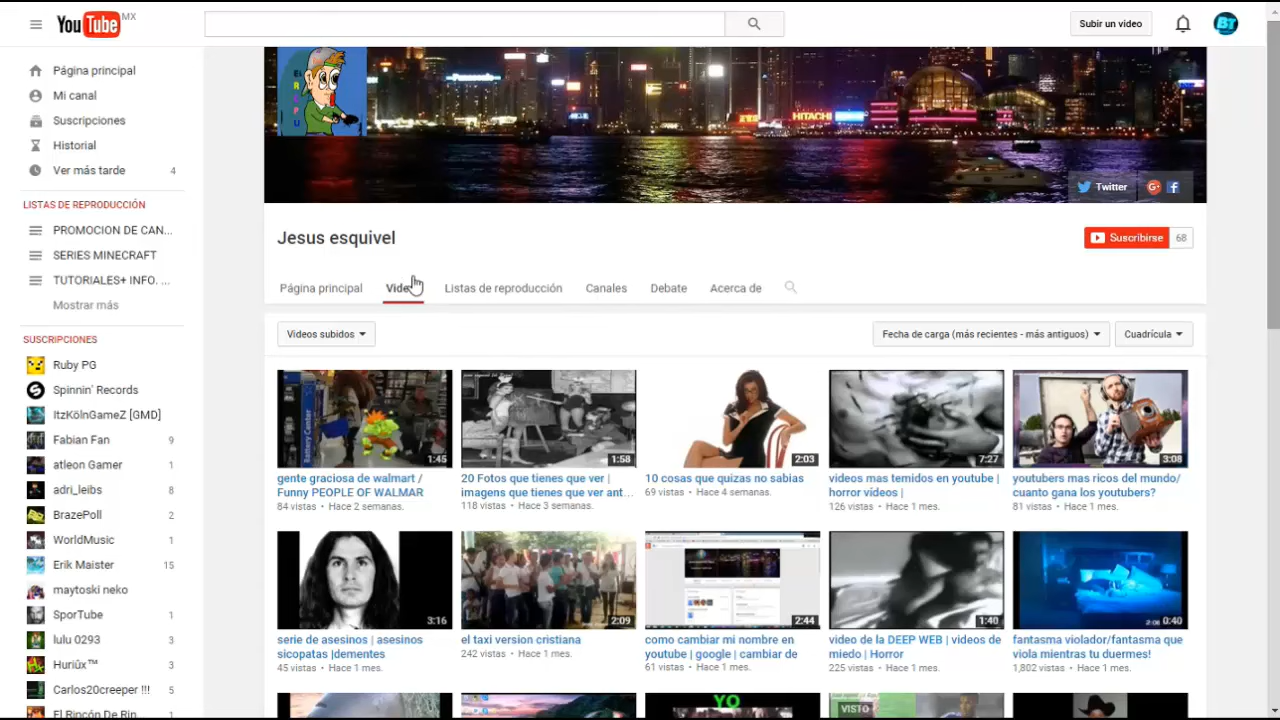 YouTube MX
Subir un video
BT
Página principal
Mi canal
Suscripciones
Historial
Ver más tarde 4
LISTAS DE REPRODUCCIÓN
PROMOCION DE CAN...
SERIES MINECRAFT
TUTORIALES+ INFO. ...
Mostrar más
SUSCRIPCIONES
Ruby PG
Spinnin' Records
ItzKölnGameZ [GMD]
Fabian Fan 9
atleon Gamer 1
adri_leibs 8
BrazePoll 2
WorldMusic 1
Erik Maister 15
maytoski neko
SporTube 1
lulu 0293 3
Huriûx™ 3
Carlos20creeper !!! 5
El Rincón De Rin... 1
Panasonic
HITACHI
Twitter
Jesus esquivel
Suscribirse 68
Página principal
Listas de reproducción
Canales
Debate
Acerca de
Videos subidos
Fecha de carga (más recientes - más antiguos)
Cuadrícula
1:45
1:58
2:03
7:27
3:08
gente graciosa de walmart /
Funny PEOPLE OF WALMAR
84 vistas • Hace 2 semanas.
20 Fotos que tienes que ver |
imagenes que tienes que ver ant...
118 vistas • Hace 3 semanas.
10 cosas que quizas no sabias
69 vistas • Hace 4 semanas.
videos mas temidos en youtube |
horror vídeos |
126 vistas • Hace 1 mes.
youtubers mas ricos del mundo/
cuanto gana los youtubers?
81 vistas • Hace 1 mes.
3:16
2:09
2:44
1:40
0:40
serie de asesinos | asesinos
sicopatas |dementes
45 vistas • Hace 1 mes.
el taxi version cristiana
242 vistas • Hace 1 mes.
como cambiar mi nombre en
youtube | google | cambiar de
61 vistas • Hace 1 mes.
video de la DEEP WEB | videos de
miedo | Horror
225 vistas • Hace 1 mes.
fantasma violador/fantasma que
viola mientras tu duermes!
1,802 vistas • Hace 1 mes.
YO
VISTO